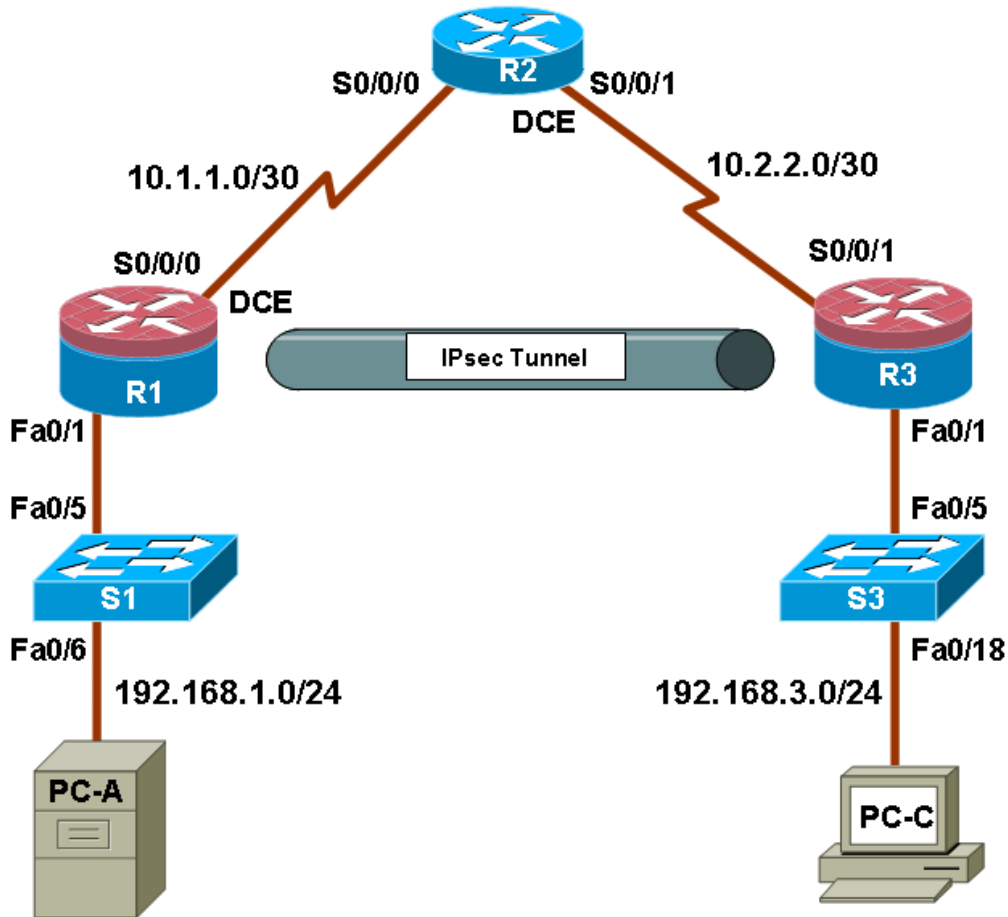 R2
S0/0/0
S0/0/1
DCE
10.1.1.0/30
10.2.2.0/30
S0/0/0
S0/0/1
DCE
IPsec Tunnel
R1
R3
Fa0/1
Fa0/1
Fa0/5
Fa0/5
S1
S3
Fa0/6
Fa0/18
192.168.1.0/24
192.168.3.0/24
PC-A
PC-C